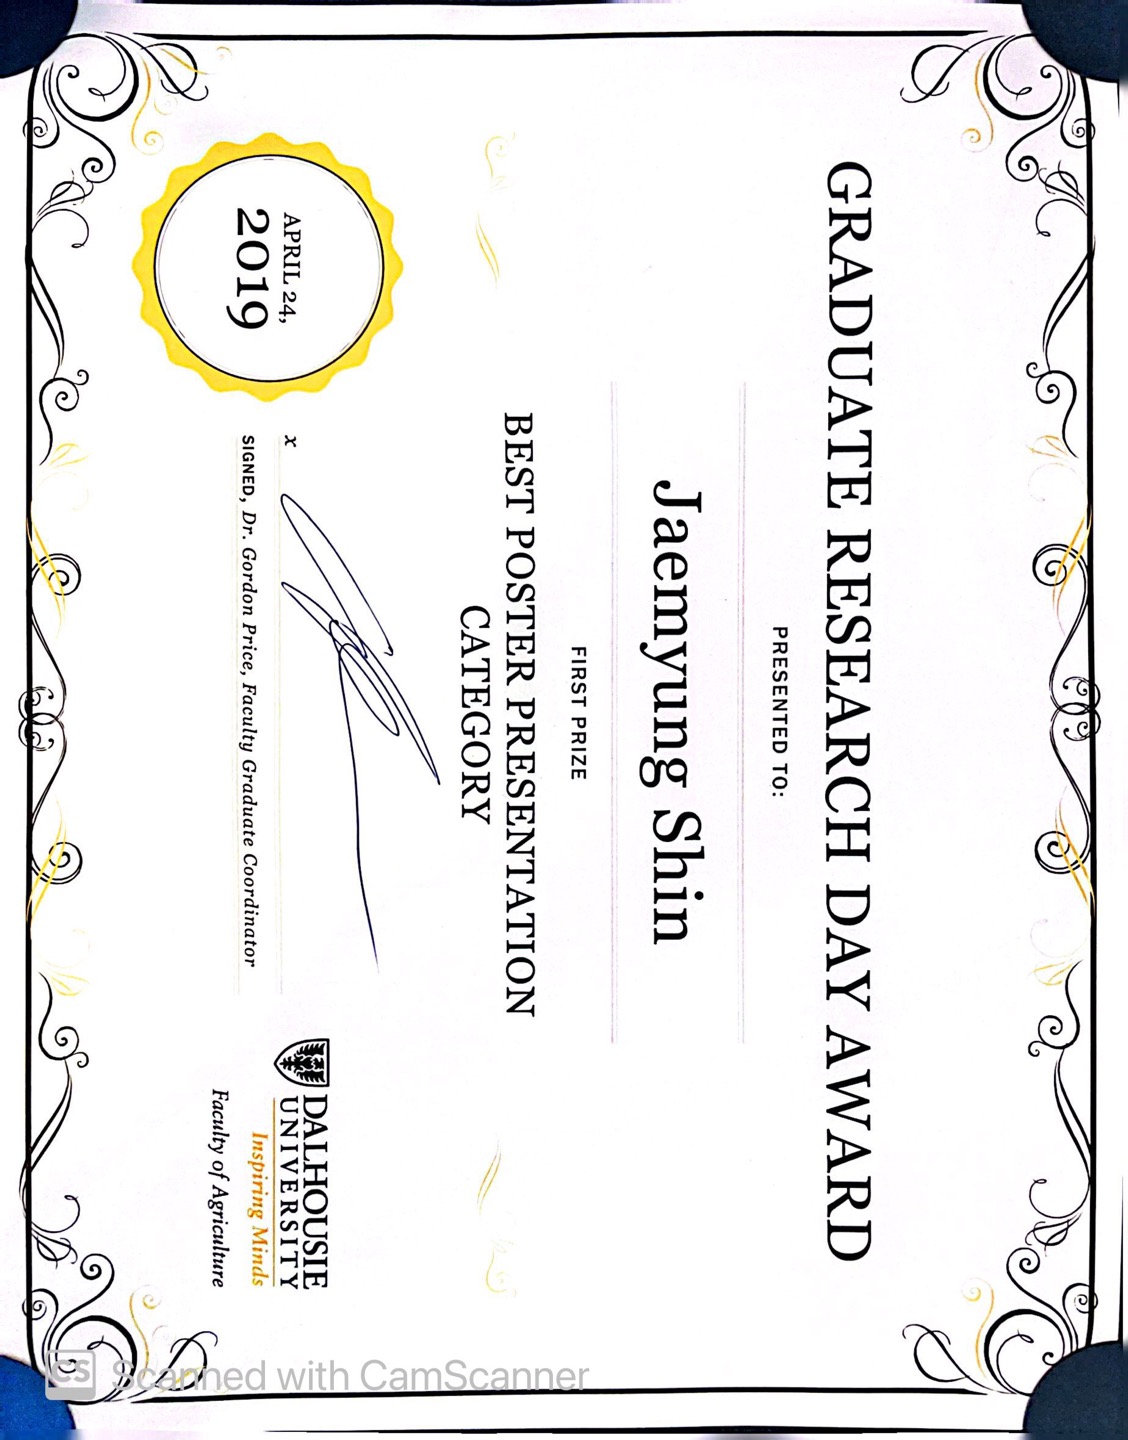 GRADUATE RESEARCH DAY AWARD
PRESENTED TO:
Jaemyung Shin
FIRST PRIZE
BEST POSTER PRESENTATION
CATEGORY
APRIL 24,
2019
x
SIGNED, Dr. Gordon Price, Faculty Graduate Coordinator
DALHOUSIE
UNIVERSITY
Inspiring Minds
Faculty of Agriculture
CS Scanned with CamScanner